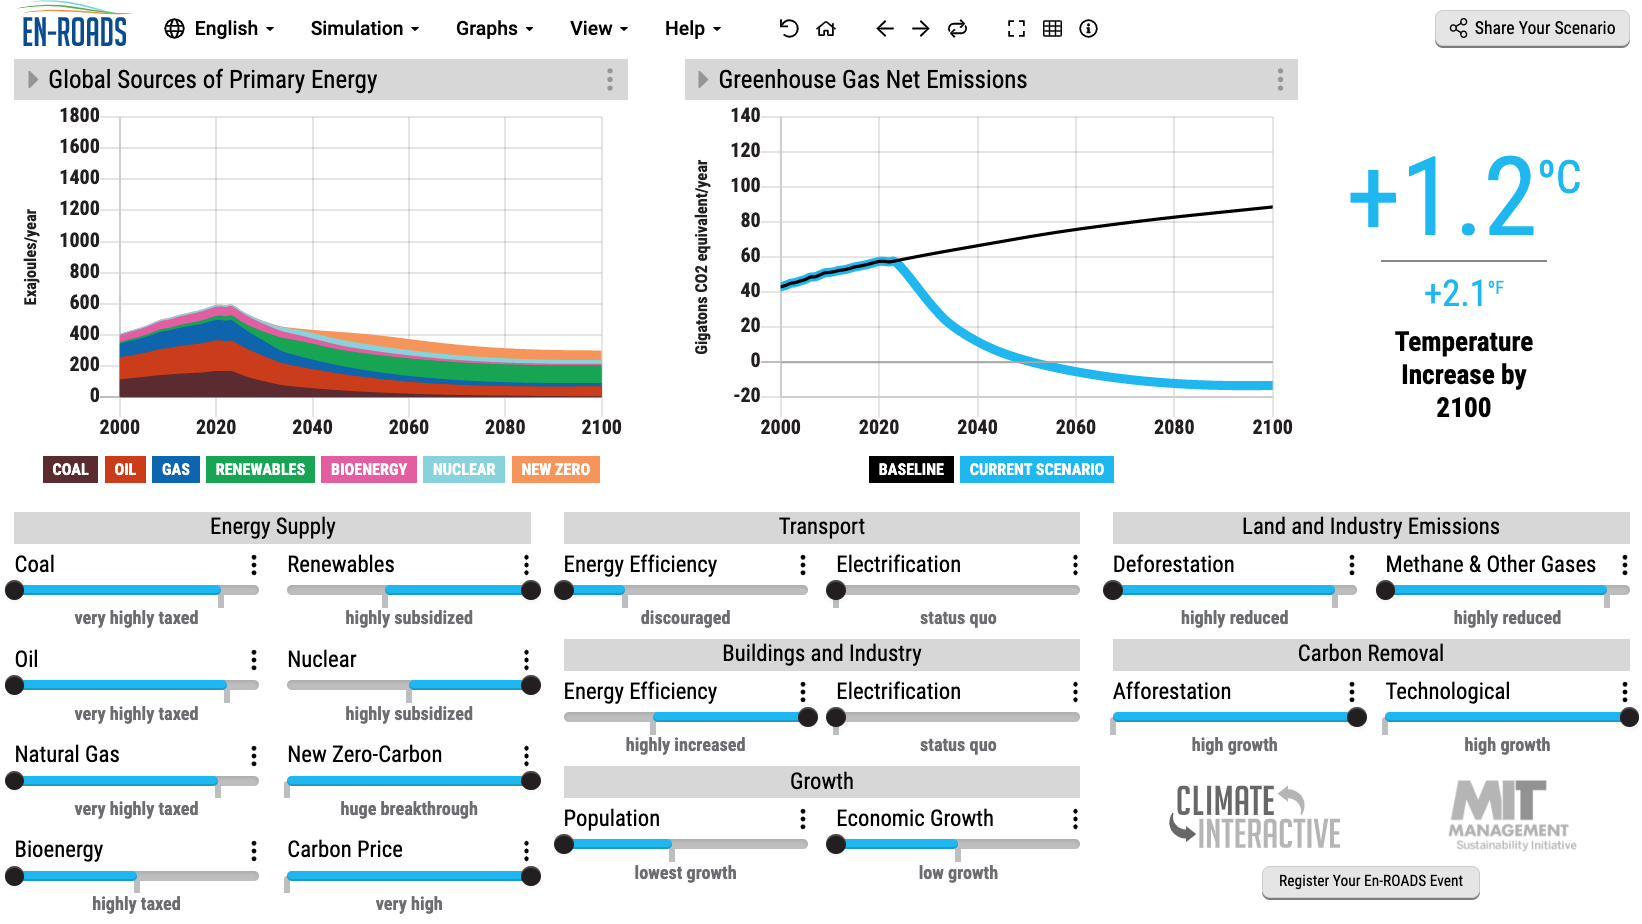 EN-ROADS
English
Simulation
Graphs
View
Help
Share Your Scenario
Global Sources of Primary Energy
Exajoules/year
1800
1600
1400
1200
1000
800
600
400
200
0
2000 2020 2040 2060 2080 2100
COAL OIL GAS RENEWABLES BIOENERGY NUCLEAR NEW ZERO
Greenhouse Gas Net Emissions
Gigatons CO2 equivalent/year
140
120
100
80
60
40
20
0
-20
2000 2020 2040 2060 2080 2100
BASELINE CURRENT SCENARIO
+1.2ºC
+2.1ºF
Temperature
Increase by
2100
Energy Supply
Coal
very highly taxed
Renewables
highly subsidized
Oil
very highly taxed
Nuclear
highly subsidized
Natural Gas
very highly taxed
New Zero-Carbon
huge breakthrough
Bioenergy
highly taxed
Carbon Price
very high
Transport
Energy Efficiency
discouraged
Electrification
status quo
Buildings and Industry
Energy Efficiency
highly increased
Electrification
status quo
Growth
Population
lowest growth
Economic Growth
low growth
Land and Industry Emissions
Deforestation
highly reduced
Methane & Other Gases
highly reduced
Carbon Removal
Afforestation
high growth
Technological
high growth
CLIMATE
INTERACTIVE
MIT
MANAGEMENT
Sustainability Initiative
Register Your En-ROADS Event